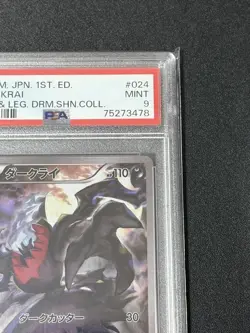 M. JPN. 1ST. ED. #024
KRAI MINT
& LEG. DRM.SHN.COLL. 9
PSA 75273478
ダークライ 110
ダークカッター 30